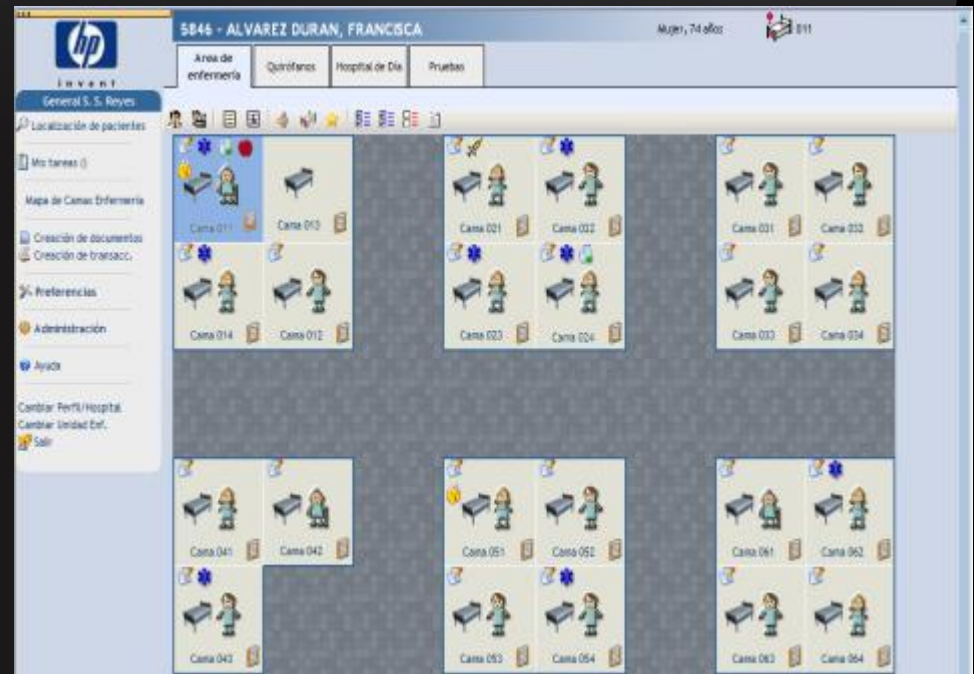 hp
invent
General S. S. Reyes
Localización de pacientes
Mis tareas ()
Mapa de Camas Enfermería
Creación de documentos
Creación de transacc.
Preferencias
Administración
Ayuda
Cambiar Perfil/Hospital
Cambiar Unidad Enf.
Salir
5846 - ALVAREZ DURAN, FRANCISCA
Mujer, 74 años
011
Area de enfermería
Quirófanos
Hospital de Día
Pruebas
Cama 011
Cama 013
Cama 021
Cama 022
Cama 031
Cama 032
Cama 014
Cama 012
Cama 023
Cama 024
Cama 033
Cama 034
Cama 041
Cama 042
Cama 051
Cama 052
Cama 061
Cama 062
Cama 043
Cama 053
Cama 054
Cama 063
Cama 064